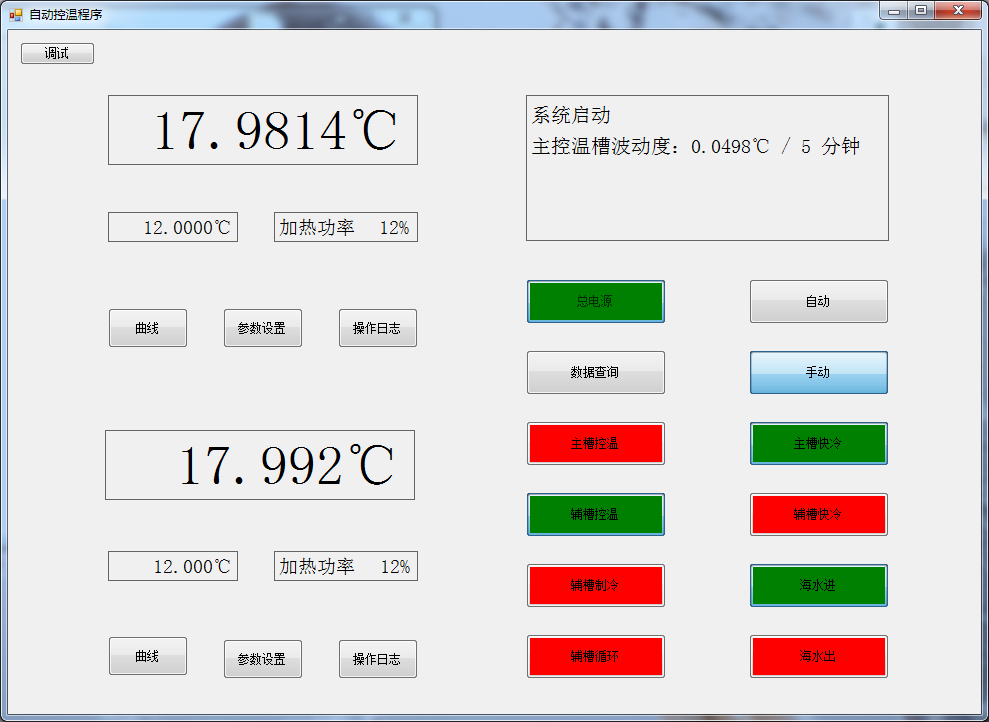 自动控温程序
调试
17.9814℃
12.0000℃
加热功率 12%
曲线
参数设置
操作日志
17.992℃
12.000℃
加热功率 12%
曲线
参数设置
操作日志
系统启动
主控温槽波动度: 0.0498℃ / 5 分钟
总电源
自动
数据查询
手动
主槽控温
主槽快冷
辅槽控温
辅槽快冷
辅槽制冷
海水进
辅槽循环
海水出